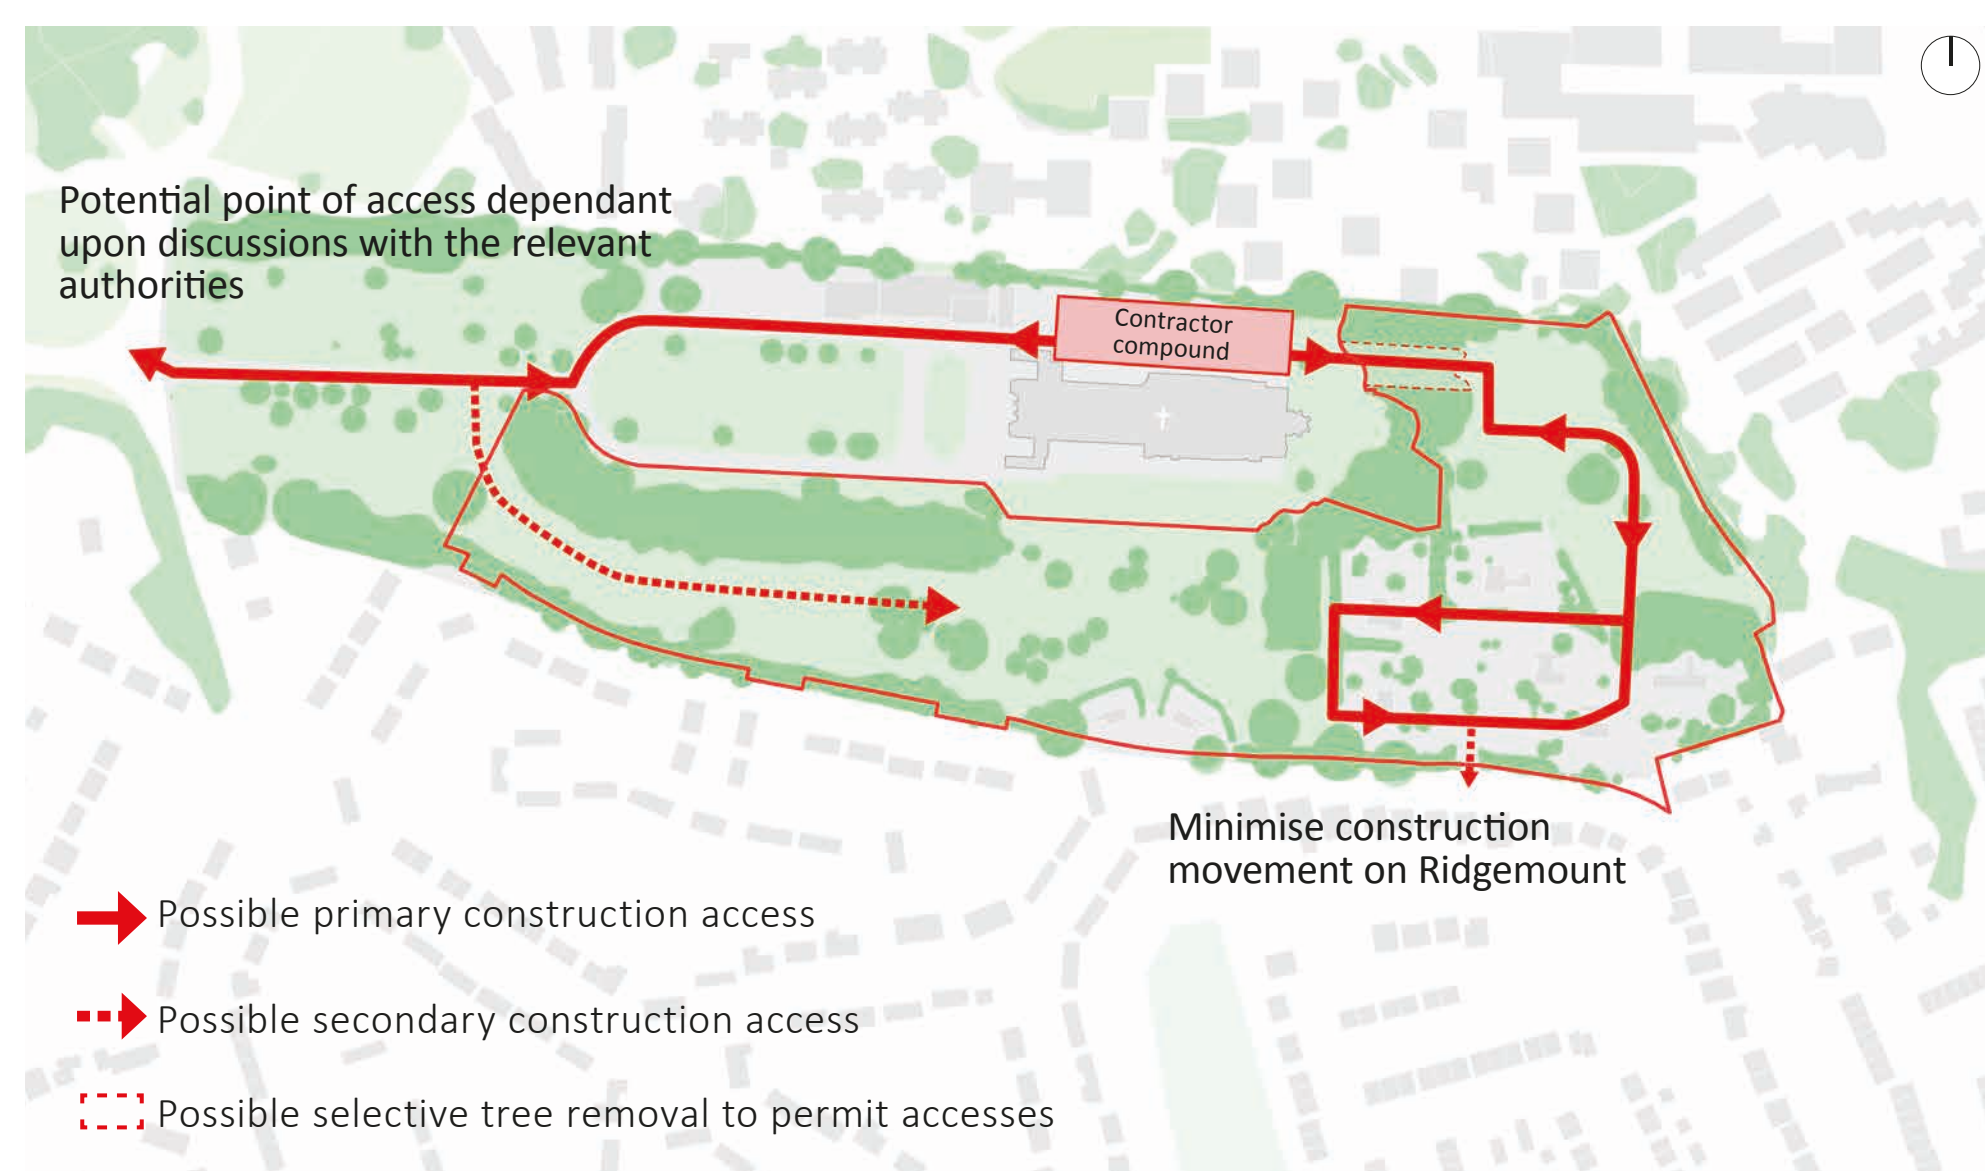 Potential point of access dependant
upon discussions with the relevant
authorities
Contractor
compound
Minimise construction
movement on Ridgemount
Possible primary construction access
Possible secondary construction access
Possible selective tree removal to permit accesses